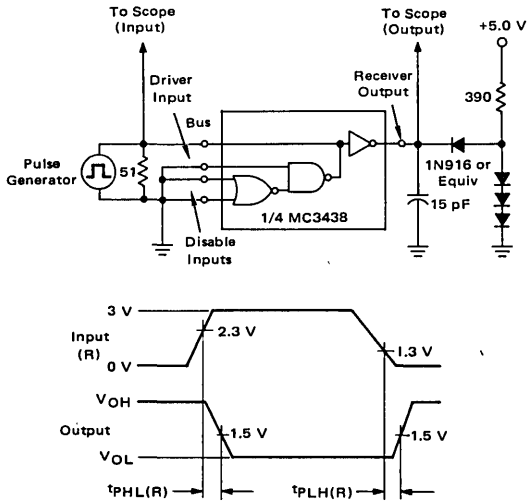 To Scope
(Input)
To Scope
(Output)
+5.0 V
Driver
Input
Receiver
Output
390
Bus
Pulse
Generator
51
1N916 or
Equiv
15 pF
1/4 MC3438
Disable
Inputs
3 V
2.3 V
Input
(R)
1.3 V
0 V
VOH
Output
1.5 V
1.5 V
VOL
tPHL(R)
tPLH(R)